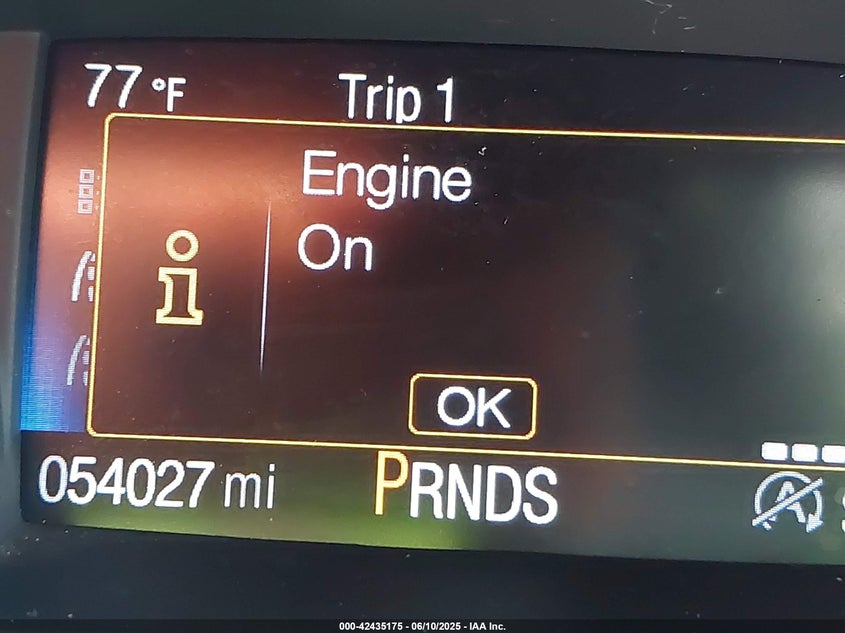 77 °F Trip 1
Engine
On
OK
054027 mi PRNDS
A
000-42435175 - 06/10/2025 - IAA Inc.